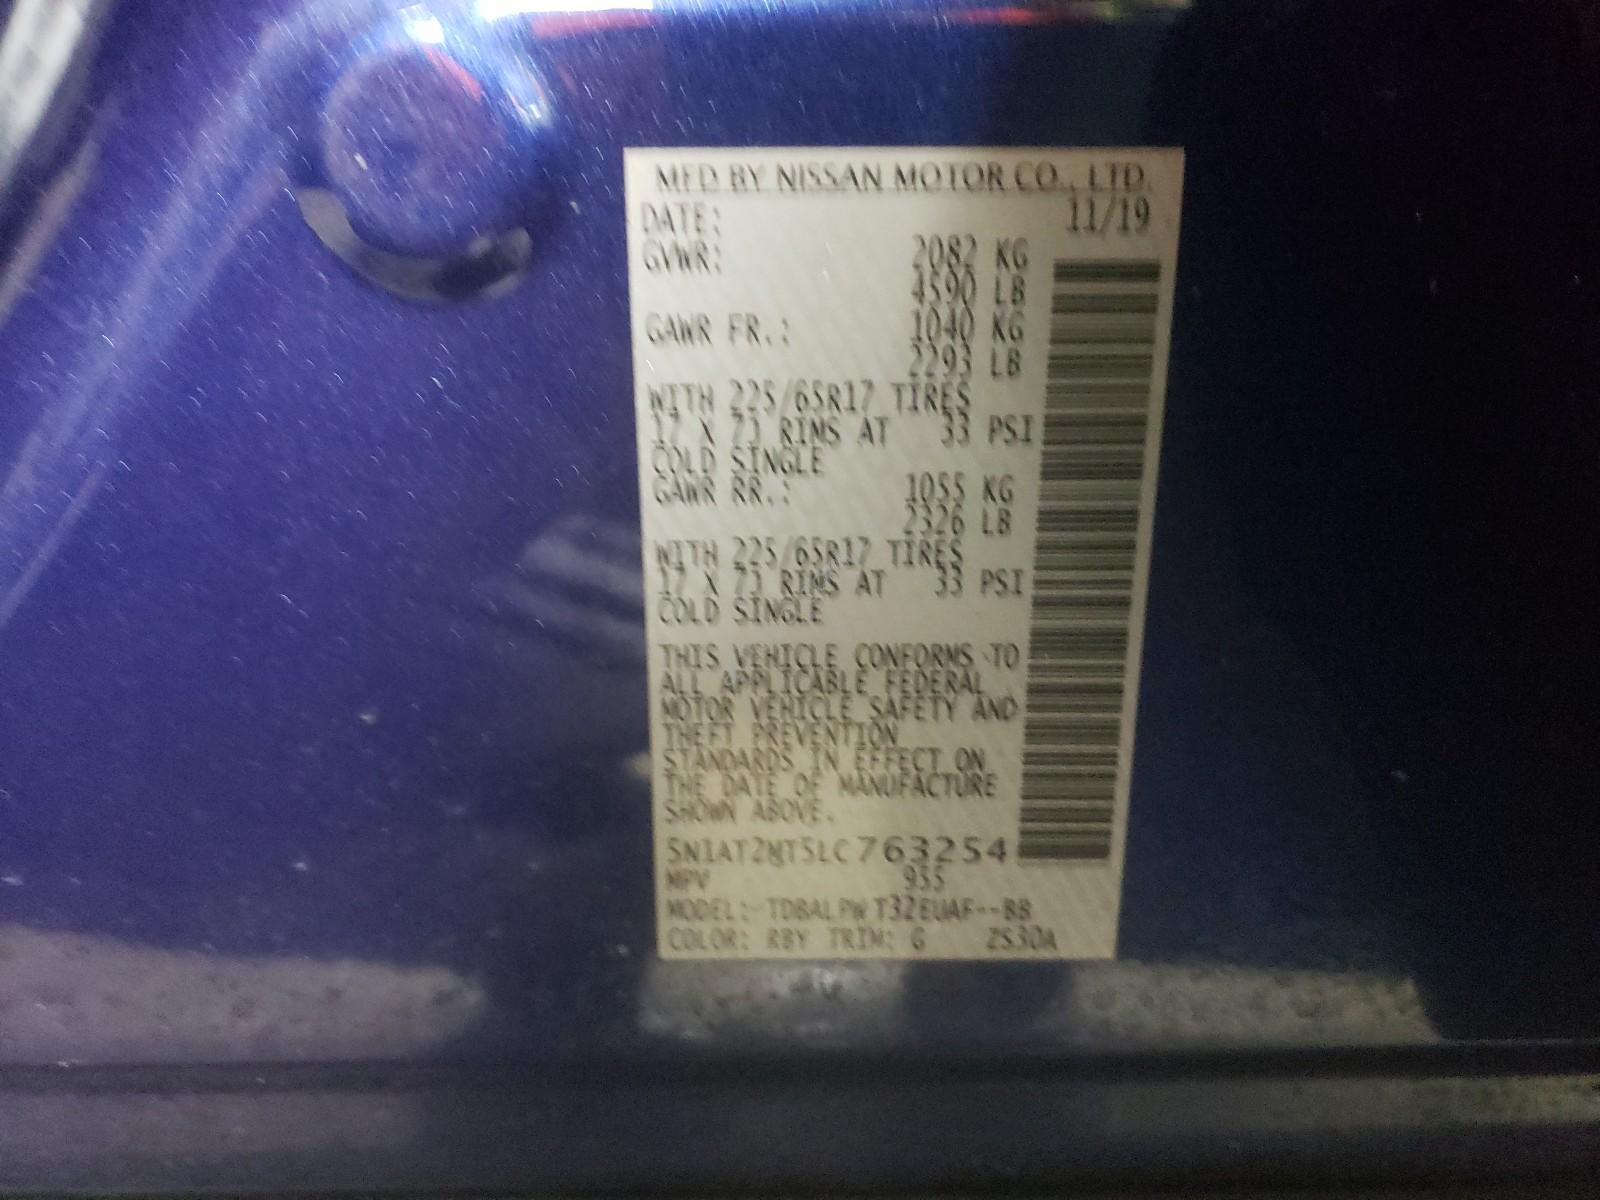 MFD BY NISSAN MOTOR CO., LTD.
DATE: 11/19
GVWR: 2082 KG
4590 LB
GAWR FR.: 1040 KG
2293 LB
WITH 225/65R17 TIRES
17 X 7J RIMS AT 33 PSI
COLD SINGLE
GAWR RR.: 1055 KG
2326 LB
WITH 225/65R17 TIRES
17 X 7J RIMS AT 33 PSI
COLD SINGLE
THIS VEHICLE CONFORMS TO
ALL APPLICABLE FEDERAL
MOTOR VEHICLE SAFETY AND
THEFT PREVENTION
STANDARDS IN EFFECT ON
THE DATE OF MANUFACTURE
SHOWN ABOVE.
5N1AT2MT5LC763254
MPV 955
MODEL: TDBALPW T32EUAF--BB
COLOR: RBY TRIM: G ZS30A